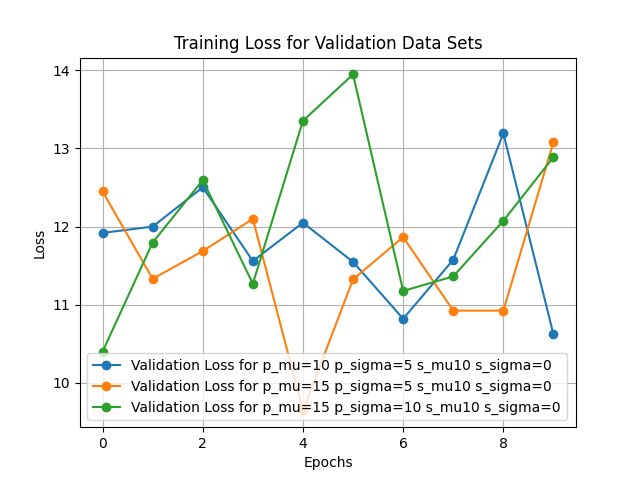 Training Loss for Validation Data Sets
14
13
12
11
10
Loss
Validation Loss for p_mu=10 p_sigma=5 s_mu10 s_sigma=0
Validation Loss for p_mu=15 p_sigma=5 s_mu10 s_sigma=0
Validation Loss for p_mu=15 p_sigma=10 s_mu10 s_sigma=0
0 2 4 6 8
Epochs